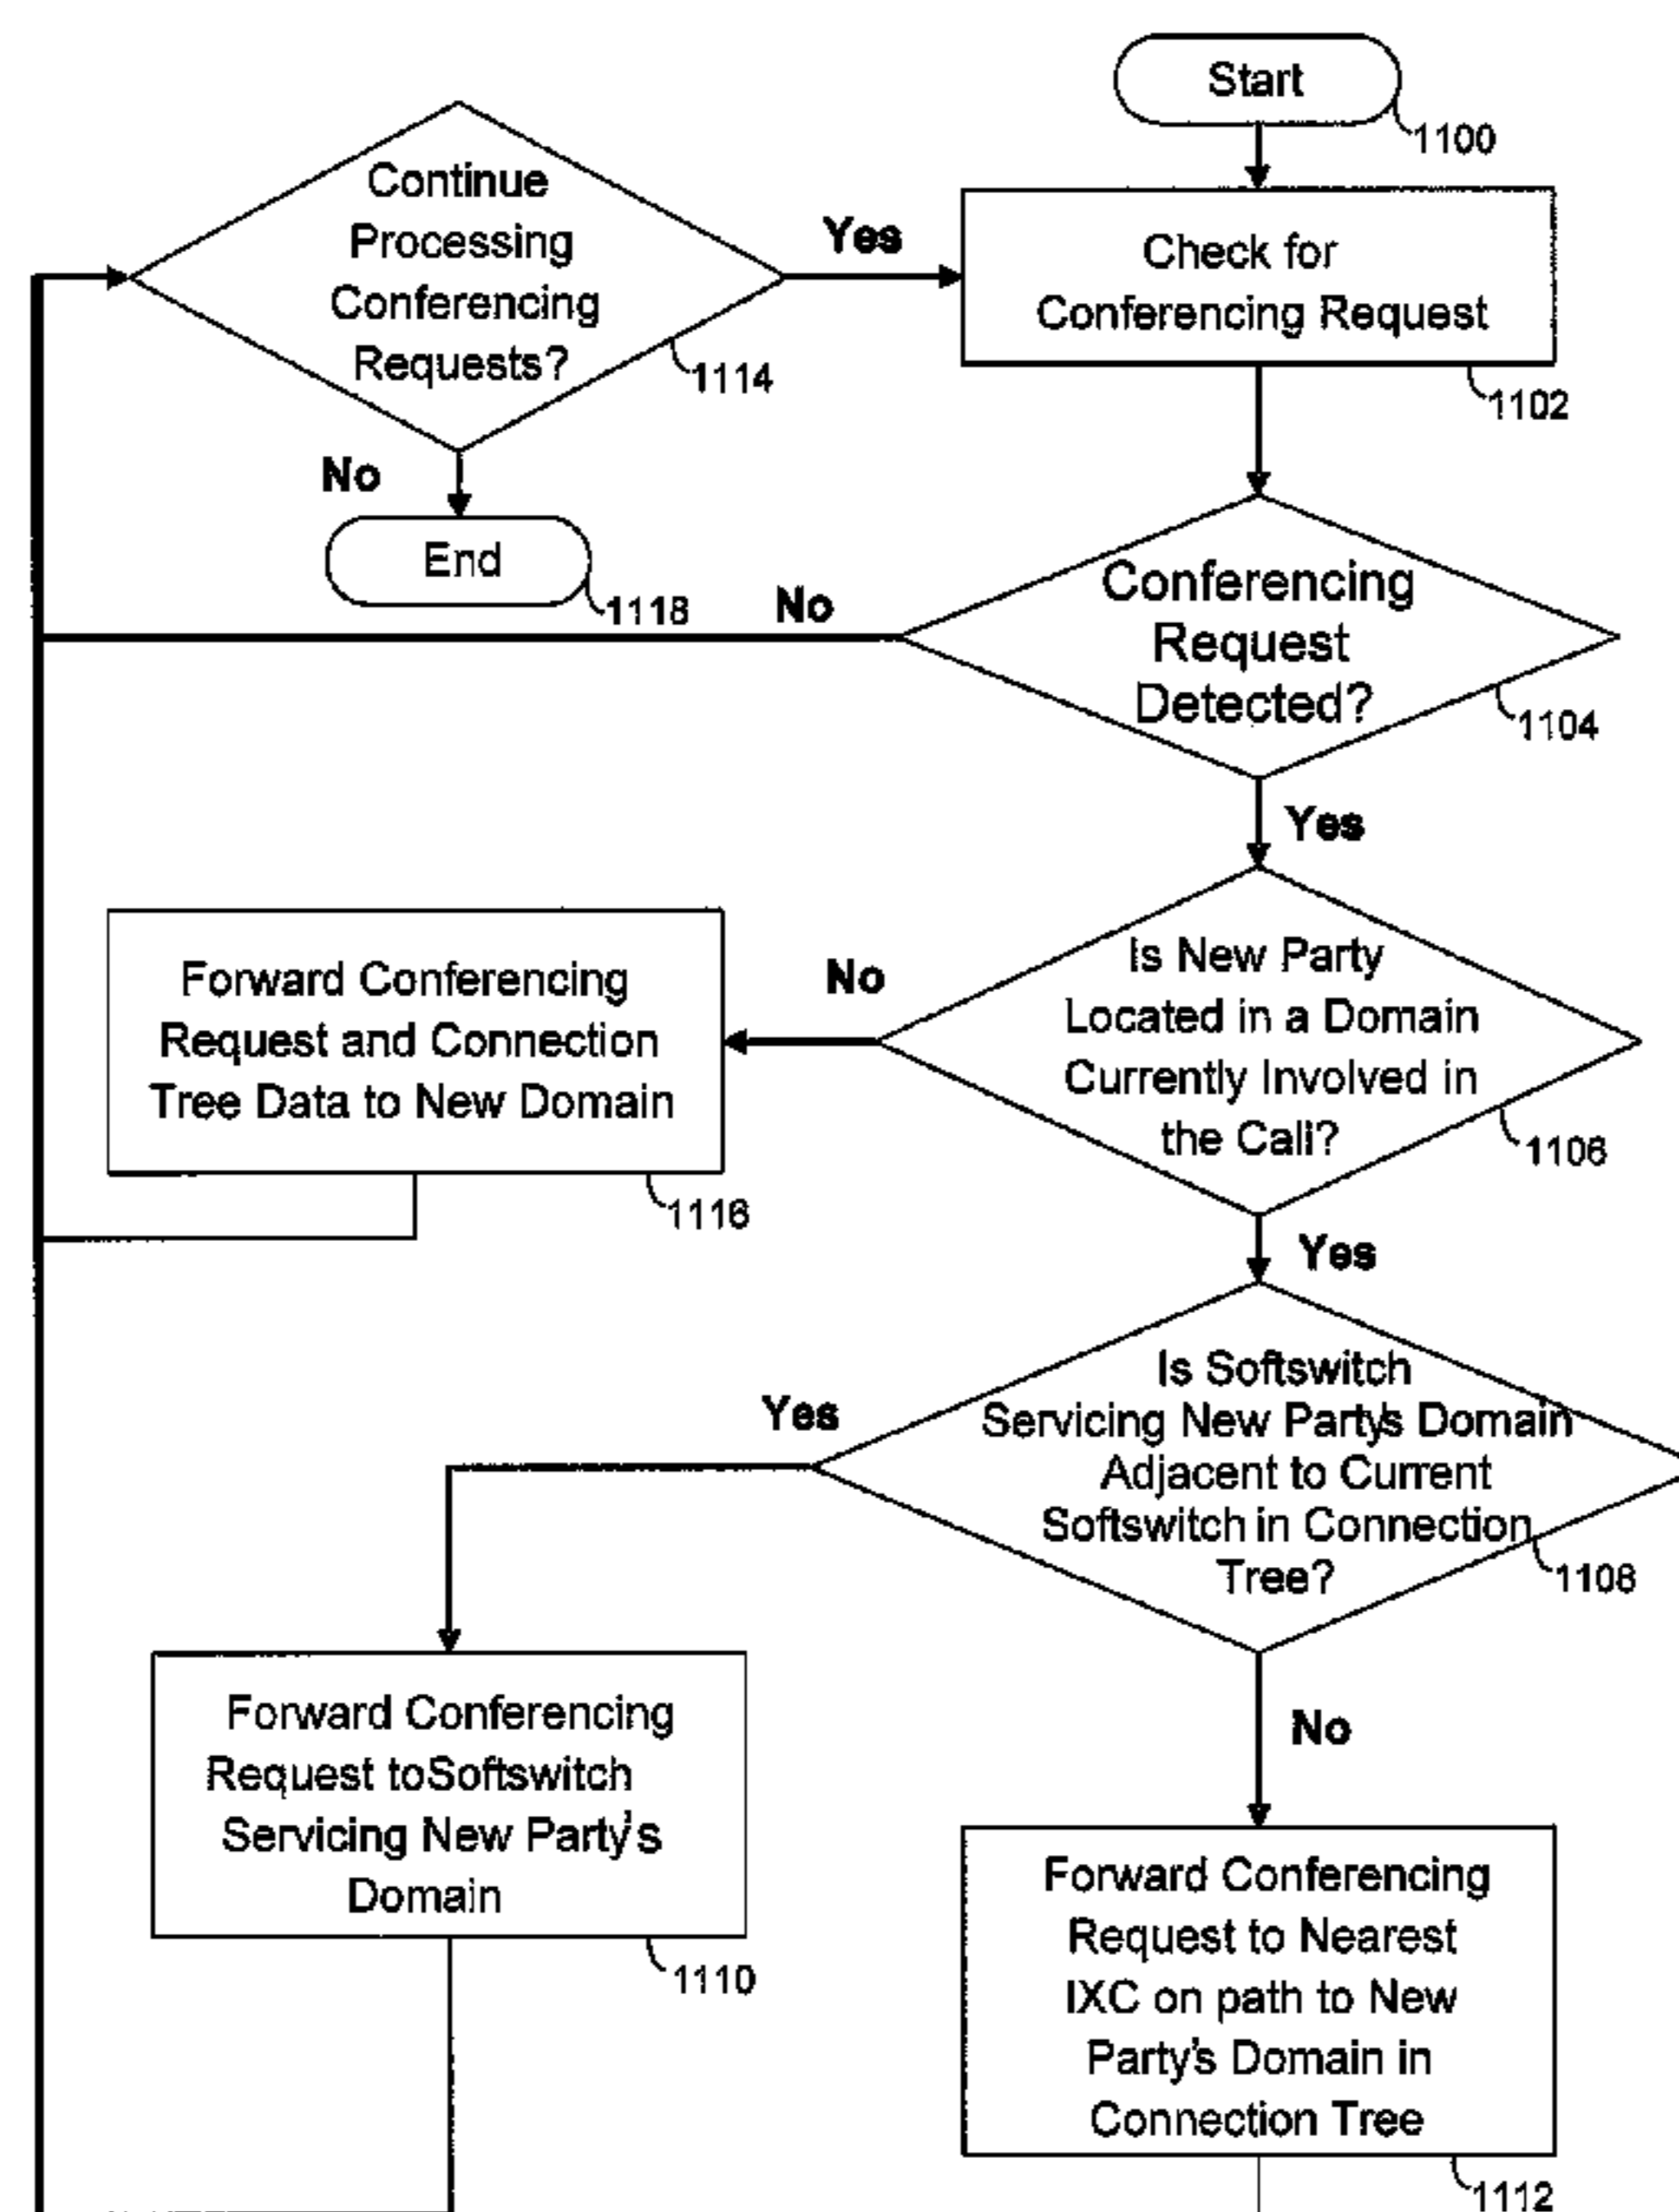 Start
1100
Continue
Processing
Conferencing
Requests?
1114
Yes
Check for
Conferencing Request
1102
No
End
1118
No
Conferencing
Request
Detected?
1104
Yes
Forward Conferencing
Request and Connection
Tree Data to New Domain
1116
No
Is New Party
Located in a Domain
Currently Involved in
the Call?
1106
Yes
Is Softswitch
Servicing New Party's Domain
Adjacent to Current
Softswitch in Connection
Tree?
1108
Yes
Forward Conferencing
Request toSoftswitch
Servicing New Party's
Domain
1110
No
Forward Conferencing
Request to Nearest
IXC on path to New
Party's Domain in
Connection Tree
1112